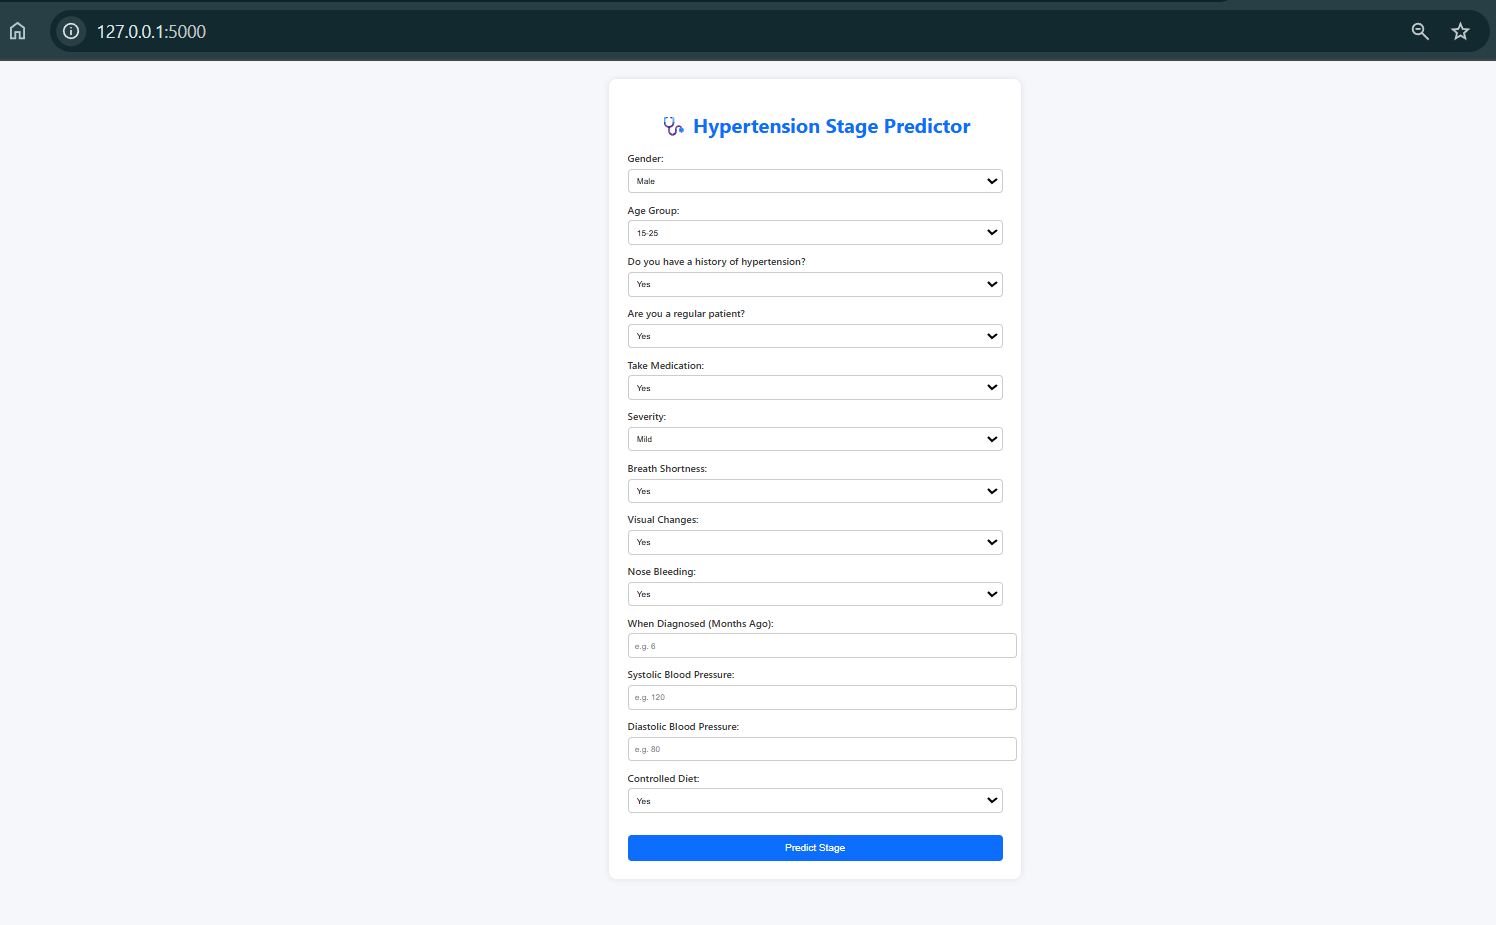 127.0.0.1:5000
Hypertension Stage Predictor
Gender:
Male
Age Group:
15-25
Do you have a history of hypertension?
Yes
Are you a regular patient?
Yes
Take Medication:
Yes
Severity:
Mild
Breath Shortness:
Yes
Visual Changes:
Yes
Nose Bleeding:
Yes
When Diagnosed (Months Ago):
e.g. 6
Systolic Blood Pressure:
e.g. 120
Diastolic Blood Pressure:
e.g. 80
Controlled Diet:
Yes
Predict Stage